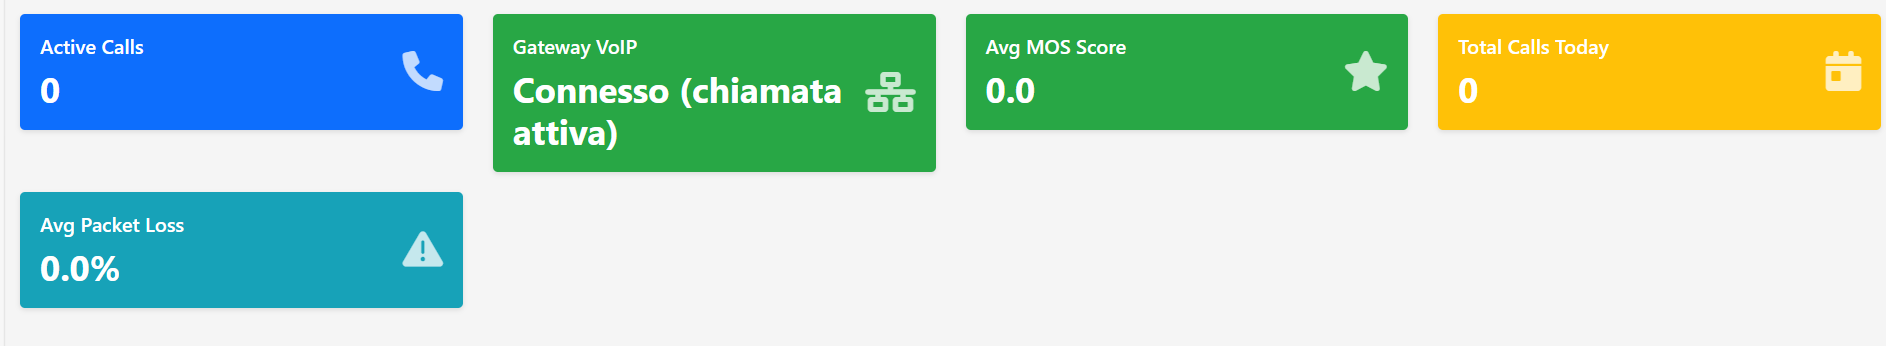 Active Calls
0
Gateway VoIP
Connesso (chiamata
attiva)
Avg MOS Score
0.0
Total Calls Today
0
Avg Packet Loss
0.0%